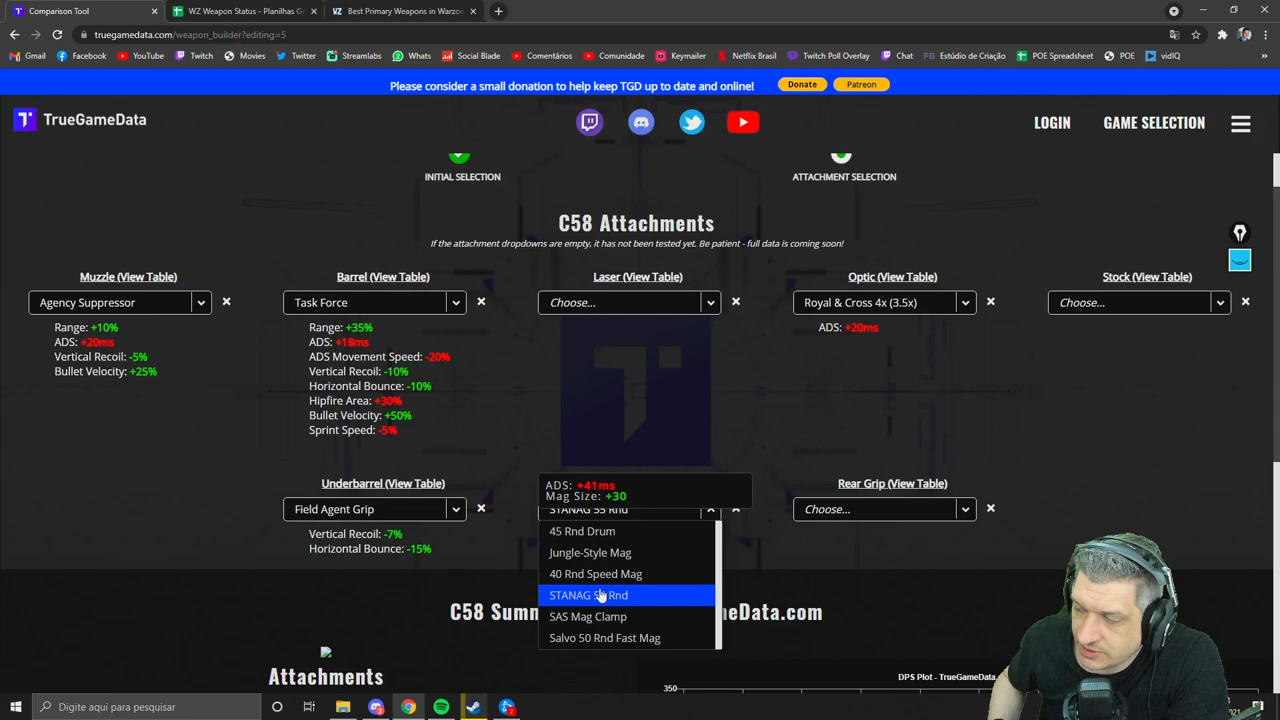 Comparison Tool
WZ Weapon Status - Planilhas G
Best Primary Weapons in Warzon
truegamedata.com/weapon_builder?editing=5
Gmail
Facebook
YouTube
Twitch
Movies
Twitter
Streamlabs
Whats
Social Blade
Comentários
Comunidade
Keymailer
Netflix Brasil
Twitch Poll Overlay
Chat
Estúdio de Criação
POE Spreadsheet
POE
vidIQ
Please consider a small donation to help keep TGD up to date and online!
Donate
Patreon
TrueGameData
LOGIN
GAME SELECTION
INITIAL SELECTION
ATTACHMENT SELECTION
C58 Attachments
If the attachment dropdowns are empty, it has not been tested yet. Be patient - full data is coming soon!
Muzzle (View Table)
Agency Suppressor
Range: +10%
ADS: +20ms
Vertical Recoil: -5%
Bullet Velocity: +25%
Barrel (View Table)
Task Force
Range: +35%
ADS: +18ms
ADS Movement Speed: -20%
Vertical Recoil: -10%
Horizontal Bounce: -10%
Hipfire Area: +30%
Bullet Velocity: +50%
Sprint Speed: -5%
Laser (View Table)
Choose...
Optic (View Table)
Royal & Cross 4x (3.5x)
ADS: +20ms
Stock (View Table)
Choose...
Underbarrel (View Table)
Field Agent Grip
Vertical Recoil: -7%
Horizontal Bounce: -15%
ADS: +41ms
Mag Size: +30
STANAG 55 Rnd
45 Rnd Drum
Jungle-Style Mag
40 Rnd Speed Mag
STANAG 55 Rnd
SAS Mag Clamp
Salvo 50 Rnd Fast Mag
Rear Grip (View Table)
Choose...
C58 Summ
meData.com
Attachments
DPS Plot - TrueGameData.
350
Digite aqui para pesquisar
2021